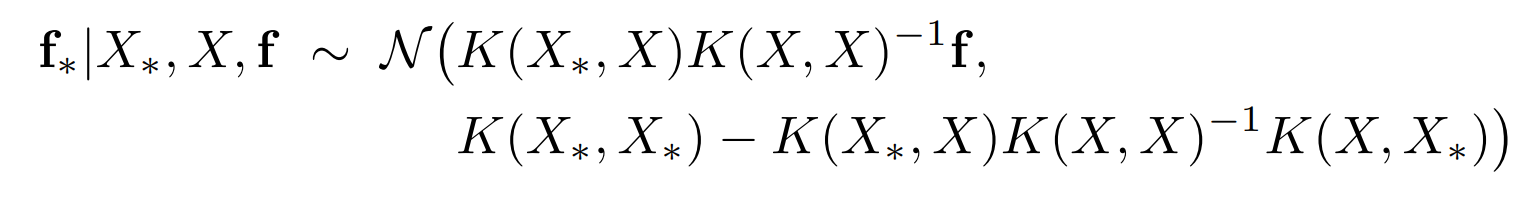 𝐟∗|X∗, X, 𝐟 ∼ 𝒩(K(X∗, X)K(X, X)⁻¹𝐟,
K(X∗, X∗) − K(X∗, X)K(X, X)⁻¹K(X, X∗))